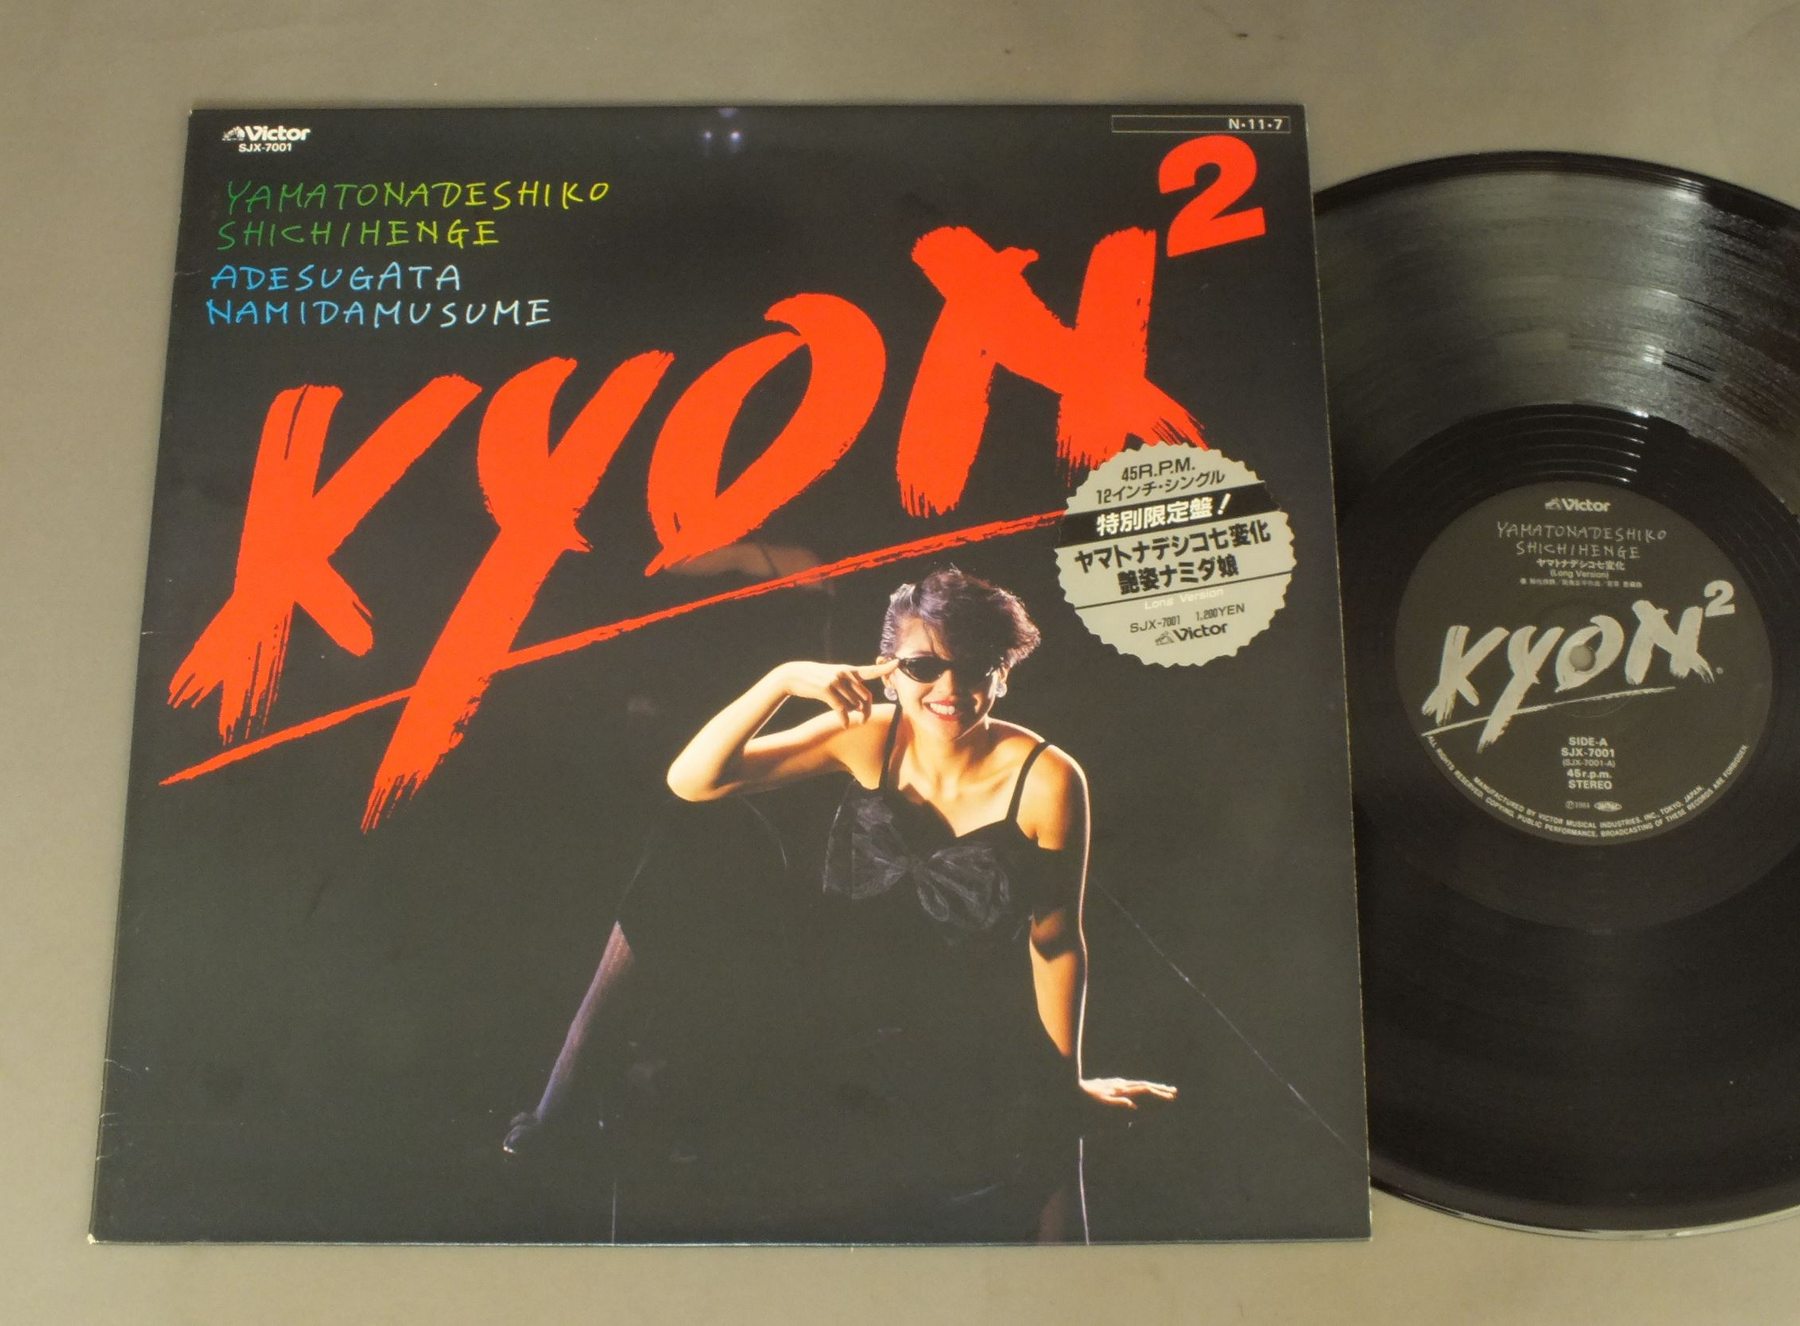 Victor
SJX-7001
N・11・7
YAMATONADESHIKO
SHICHIHENGE
ADESUGATA
NAMIDAMUSUME
KYON²
45R.P.M.
12インチ・シングル
特別限定盤!
ヤマトナデシコ七変化
艶姿ナミダ娘
Long Version
SJX-7001 1,200YEN
Victor
Victor
YAMATONADESHIKO
SHICHIHENGE
ヤマトナデシコ七変化
(Long Version)
KYON²
SIDE-A
SJX-7001
(SJX-7001-A)
45r.p.m.
STEREO
MANUFACTURED BY VICTOR MUSICAL INDUSTRIES, INC. TOKYO, JAPAN.
ALL RIGHTS RESERVED. COPYING, PUBLIC PERFORMANCE, BROADCASTING OF THESE RECORDS ARE FORBIDDEN